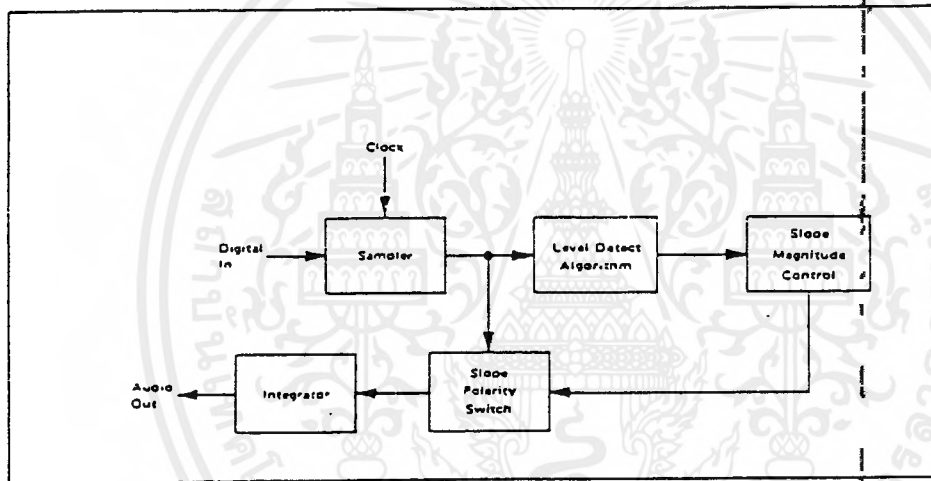 Clock
Digital
In
Sampler
Level Detect
Algorithm
Slope
Magnitude
Control
Audio
Out
Integrator
Slope
Polarity
Switch